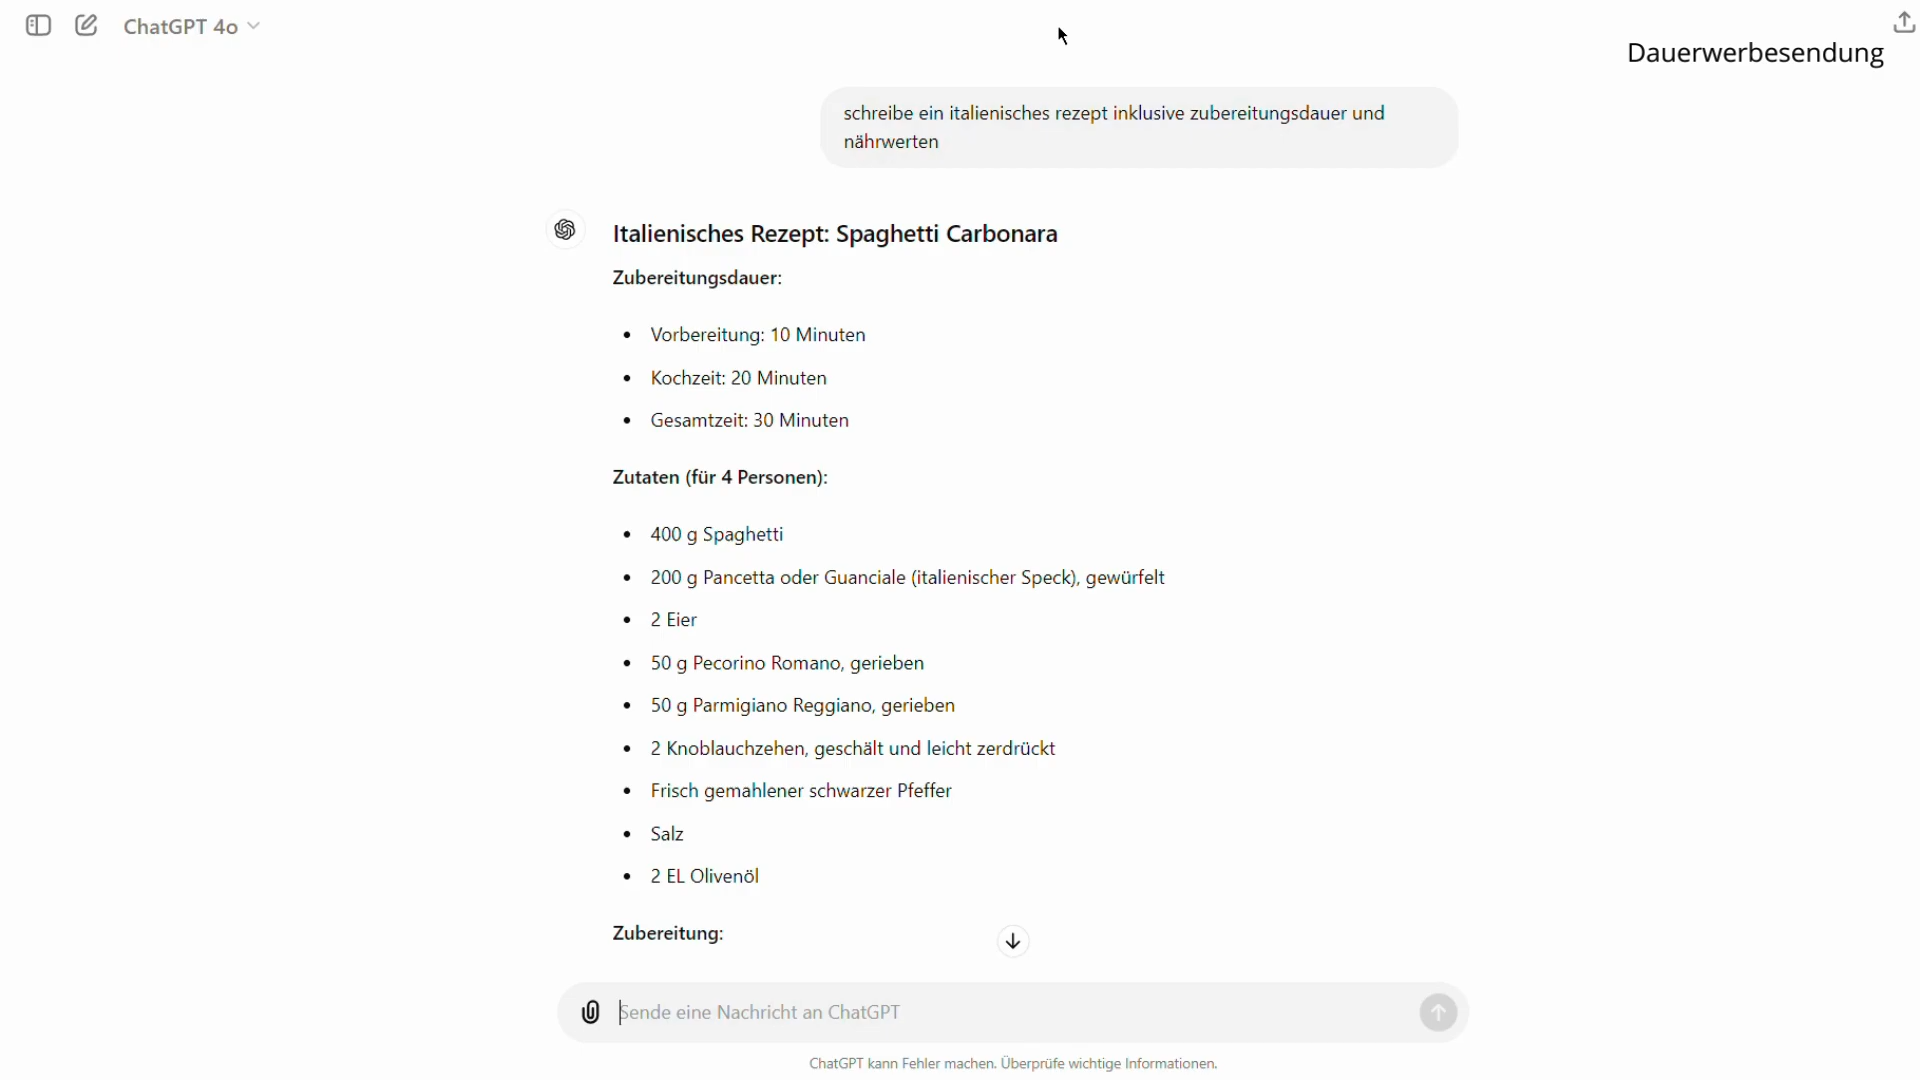 ChatGPT 4o
Dauerwerbesendung
schreibe ein italienisches rezept inklusive zubereitungsdauer und
nährwerten
Italienisches Rezept: Spaghetti Carbonara
Zubereitungsdauer:
• Vorbereitung: 10 Minuten
• Kochzeit: 20 Minuten
• Gesamtzeit: 30 Minuten
Zutaten (für 4 Personen):
• 400 g Spaghetti
• 200 g Pancetta oder Guanciale (italienischer Speck), gewürfelt
• 2 Eier
• 50 g Pecorino Romano, gerieben
• 50 g Parmigiano Reggiano, gerieben
• 2 Knoblauchzehen, geschält und leicht zerdrückt
• Frisch gemahlener schwarzer Pfeffer
• Salz
• 2 EL Olivenöl
Zubereitung:
Sende eine Nachricht an ChatGPT
ChatGPT kann Fehler machen. Überprüfe wichtige Informationen.